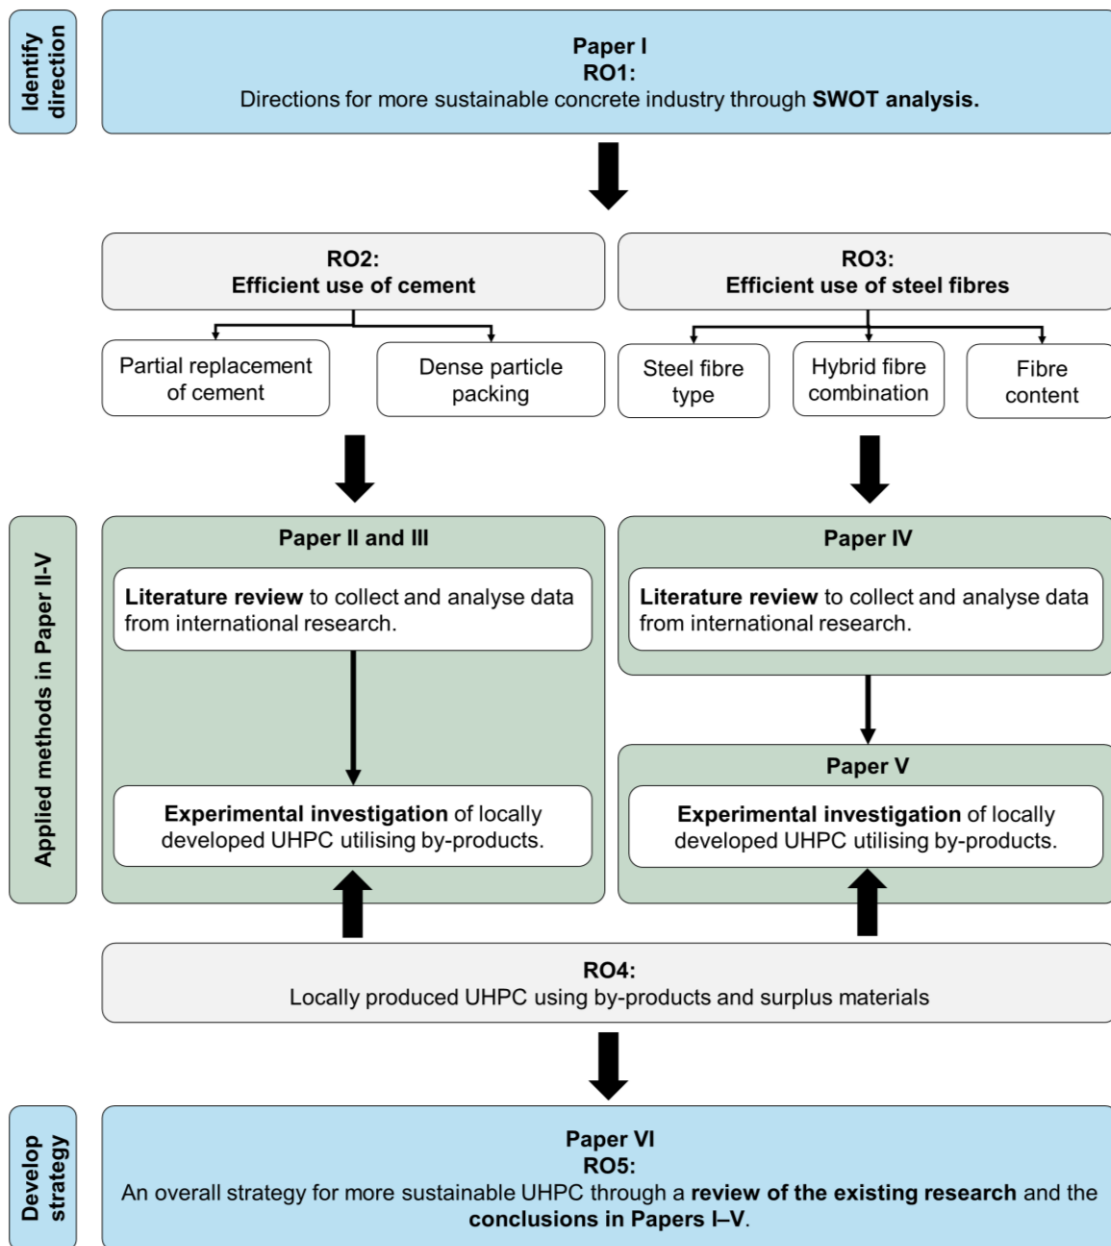 Identify
direction
Paper I
RO1:
Directions for more sustainable concrete industry through SWOT analysis.
RO2:
Efficient use of cement
RO3:
Efficient use of steel fibres
Partial replacement
of cement
Dense particle
packing
Steel fibre
type
Hybrid fibre
combination
Fibre
content
Applied methods in Paper II-V
Paper II and III
Literature review to collect and analyse data
from international research.
Experimental investigation of locally
developed UHPC utilising by-products.
Paper IV
Literature review to collect and analyse data
from international research.
Paper V
Experimental investigation of locally
developed UHPC utilising by-products.
RO4:
Locally produced UHPC using by-products and surplus materials
Develop
strategy
Paper VI
RO5:
An overall strategy for more sustainable UHPC through a review of the existing research and the
conclusions in Papers I–V.